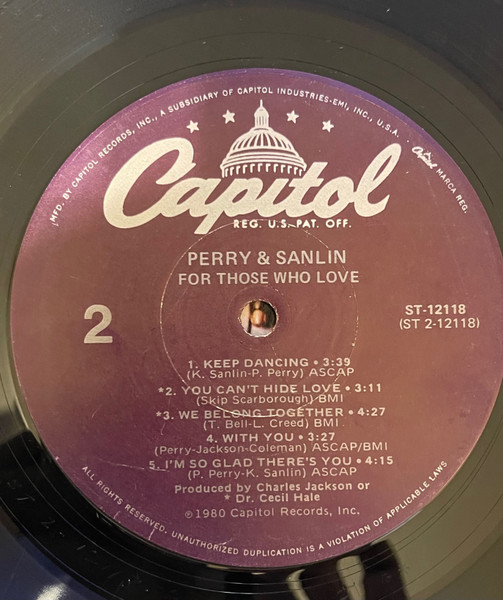 MFD. BY CAPITOL RECORDS, INC., A SUBSIDIARY OF CAPITOL INDUSTRIES-EMI, INC., U.S.A.
Capitol MARCA REG.
Capitol
REG. U.S. PAT. OFF.
PERRY & SANLIN
FOR THOSE WHO LOVE
2
ST-12118
(ST 2-12118)
1. KEEP DANCING • 3:39
(K. Sanlin-P. Perry) ASCAP
*2. YOU CAN'T HIDE LOVE • 3:11
(Skip Scarborough) BMI
*3. WE BELONG TOGETHER • 4:27
(T. Bell-L. Creed) BMI
4. WITH YOU • 3:27
(Perry-Jackson-Coleman) ASCAP/BMI
5. I'M SO GLAD THERE'S YOU • 4:15
(P. Perry-K. Sanlin) ASCAP
Produced by Charles Jackson or
* Dr. Cecil Hale
℗1980 Capitol Records, Inc.
ALL RIGHTS RESERVED. UNAUTHORIZED DUPLICATION IS A VIOLATION OF APPLICABLE LAWS